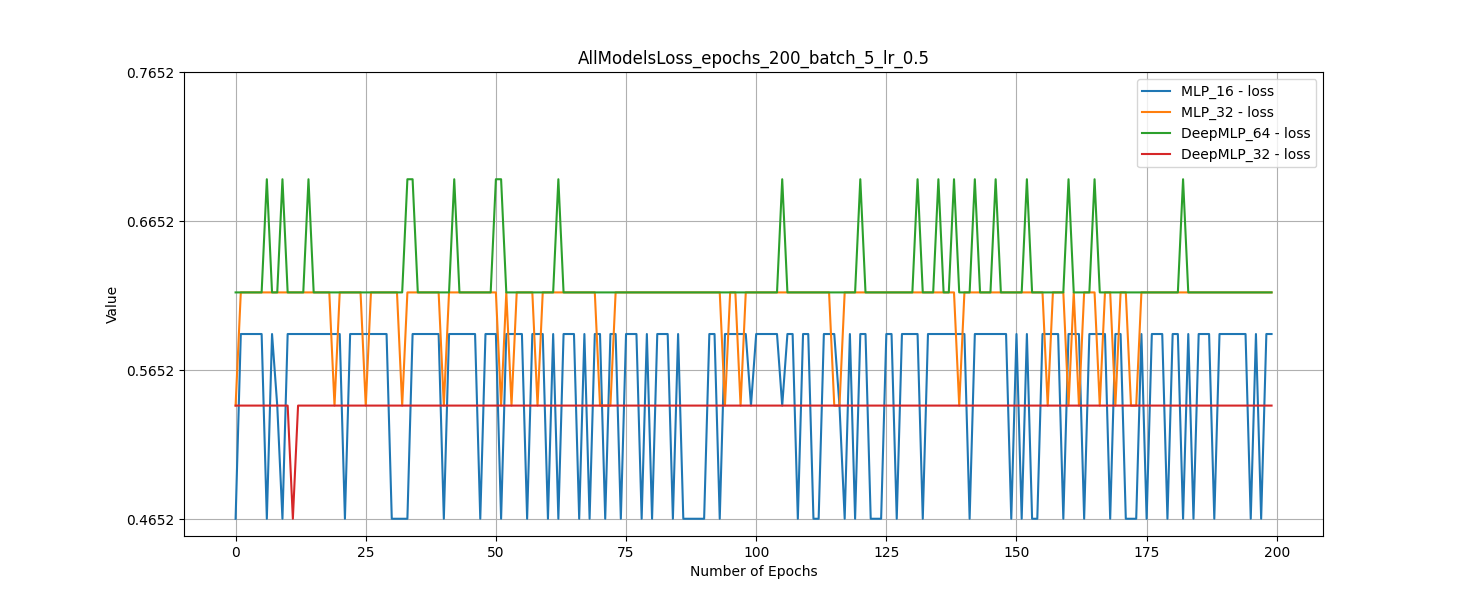 AllModelsLoss_epochs_200_batch_5_lr_0.5
0.7652
0.6652
0.5652
0.4652
Value
MLP_16 - loss
MLP_32 - loss
DeepMLP_64 - loss
DeepMLP_32 - loss
0 25 50 75 100 125 150 175 200
Number of Epochs